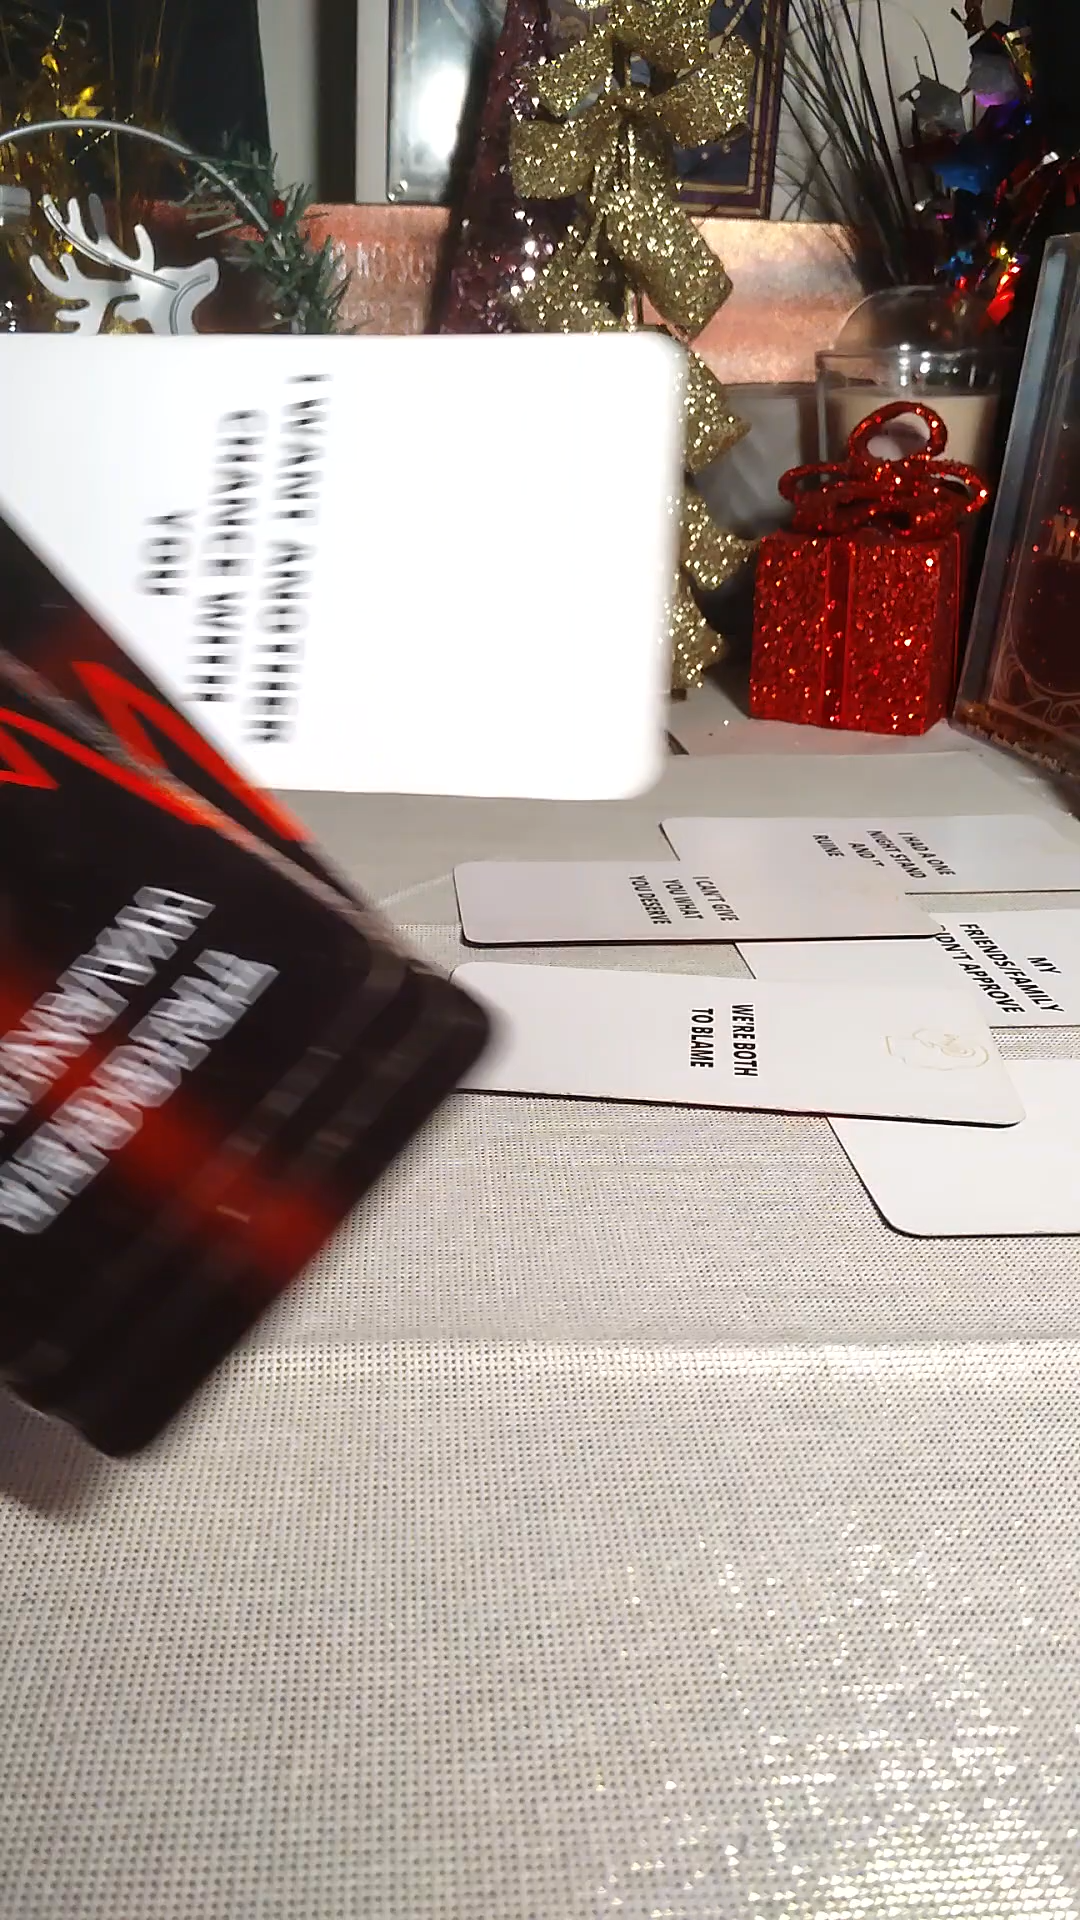 I WANT ANOTHER
CHANCE WITH
YOU
I HAD A ONE
NIGHT STAND
AND IT
RUINE
I CAN'T GIVE
YOU WHAT
YOU DESERVE
MY
FRIENDS/FAMILY
IDN'T APPROVE
WE'RE BOTH
TO BLAME